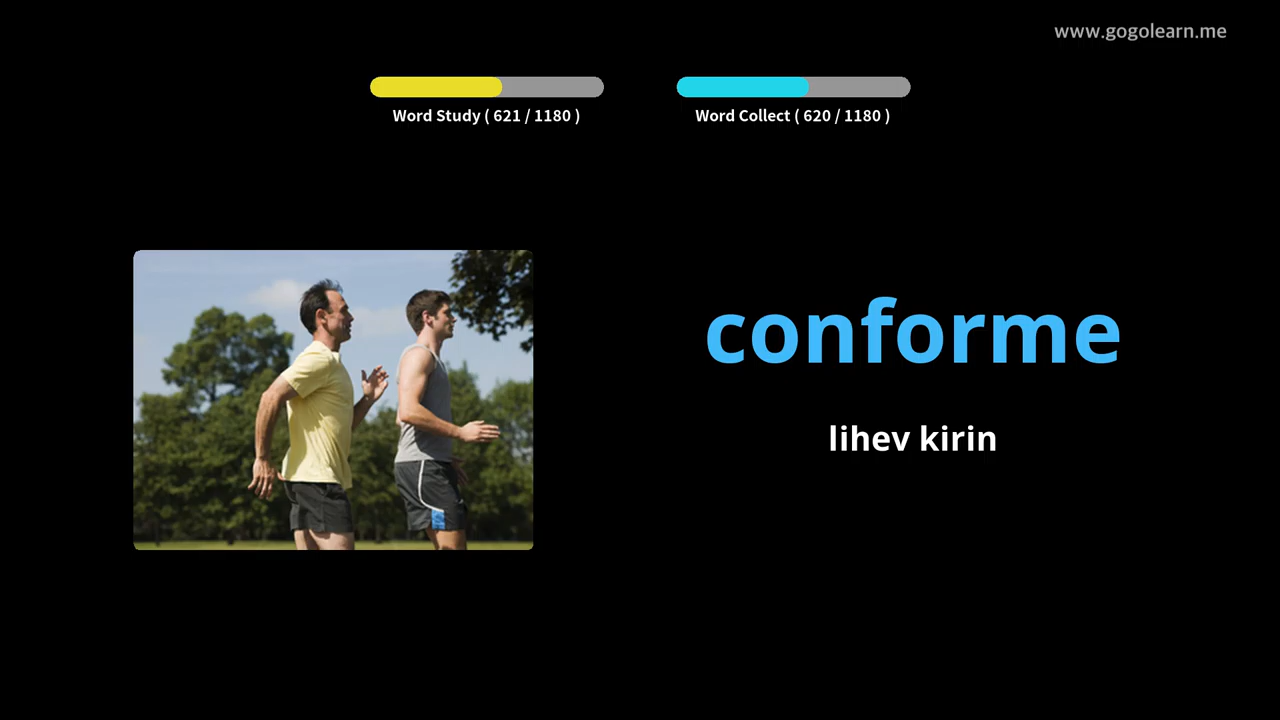 www.gogolearn.me
Word Study ( 621 / 1180 )
Word Collect ( 620 / 1180 )
conforme
lihev kirin